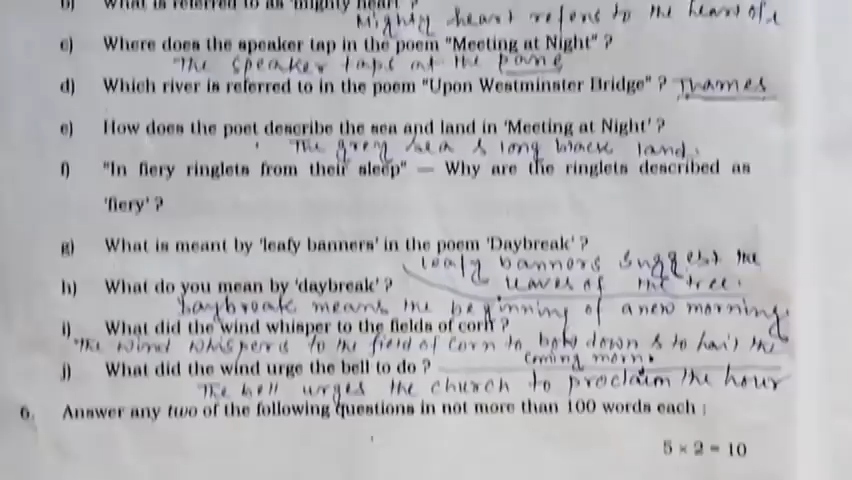 b) What is referred to as 'mighty heart' ?
Mighty heart refers to the heart of
c) Where does the speaker tap in the poem "Meeting at Night" ?
The speaker taps at the pane
d) Which river is referred to in the poem "Upon Westminster Bridge" ? Thames
e) How does the poet describe the sea and land in 'Meeting at Night' ?
The grey sea & long black land.
f) "In fiery ringlets from their sleep" — Why are the ringlets described as
'fiery' ?
g) What is meant by 'leafy banners' in the poem 'Daybreak' ?
leafy banners suggest the
h) What do you mean by 'daybreak' ? leaves of the tree.
Daybreak means the beginning of a new morning.
i) What did the wind whisper to the fields of corn ?
The wind whispers to the field of corn to bow down & to hail the
coming morn.
j) What did the wind urge the bell to do ?
The bell urges the church to proclaim the hour
6. Answer any two of the following questions in not more than 100 words each :
5 × 2 = 10